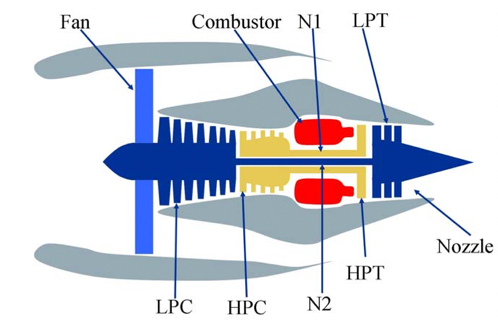 Fan
Combustor
N1
LPT
Nozzle
HPT
LPC
HPC
N2